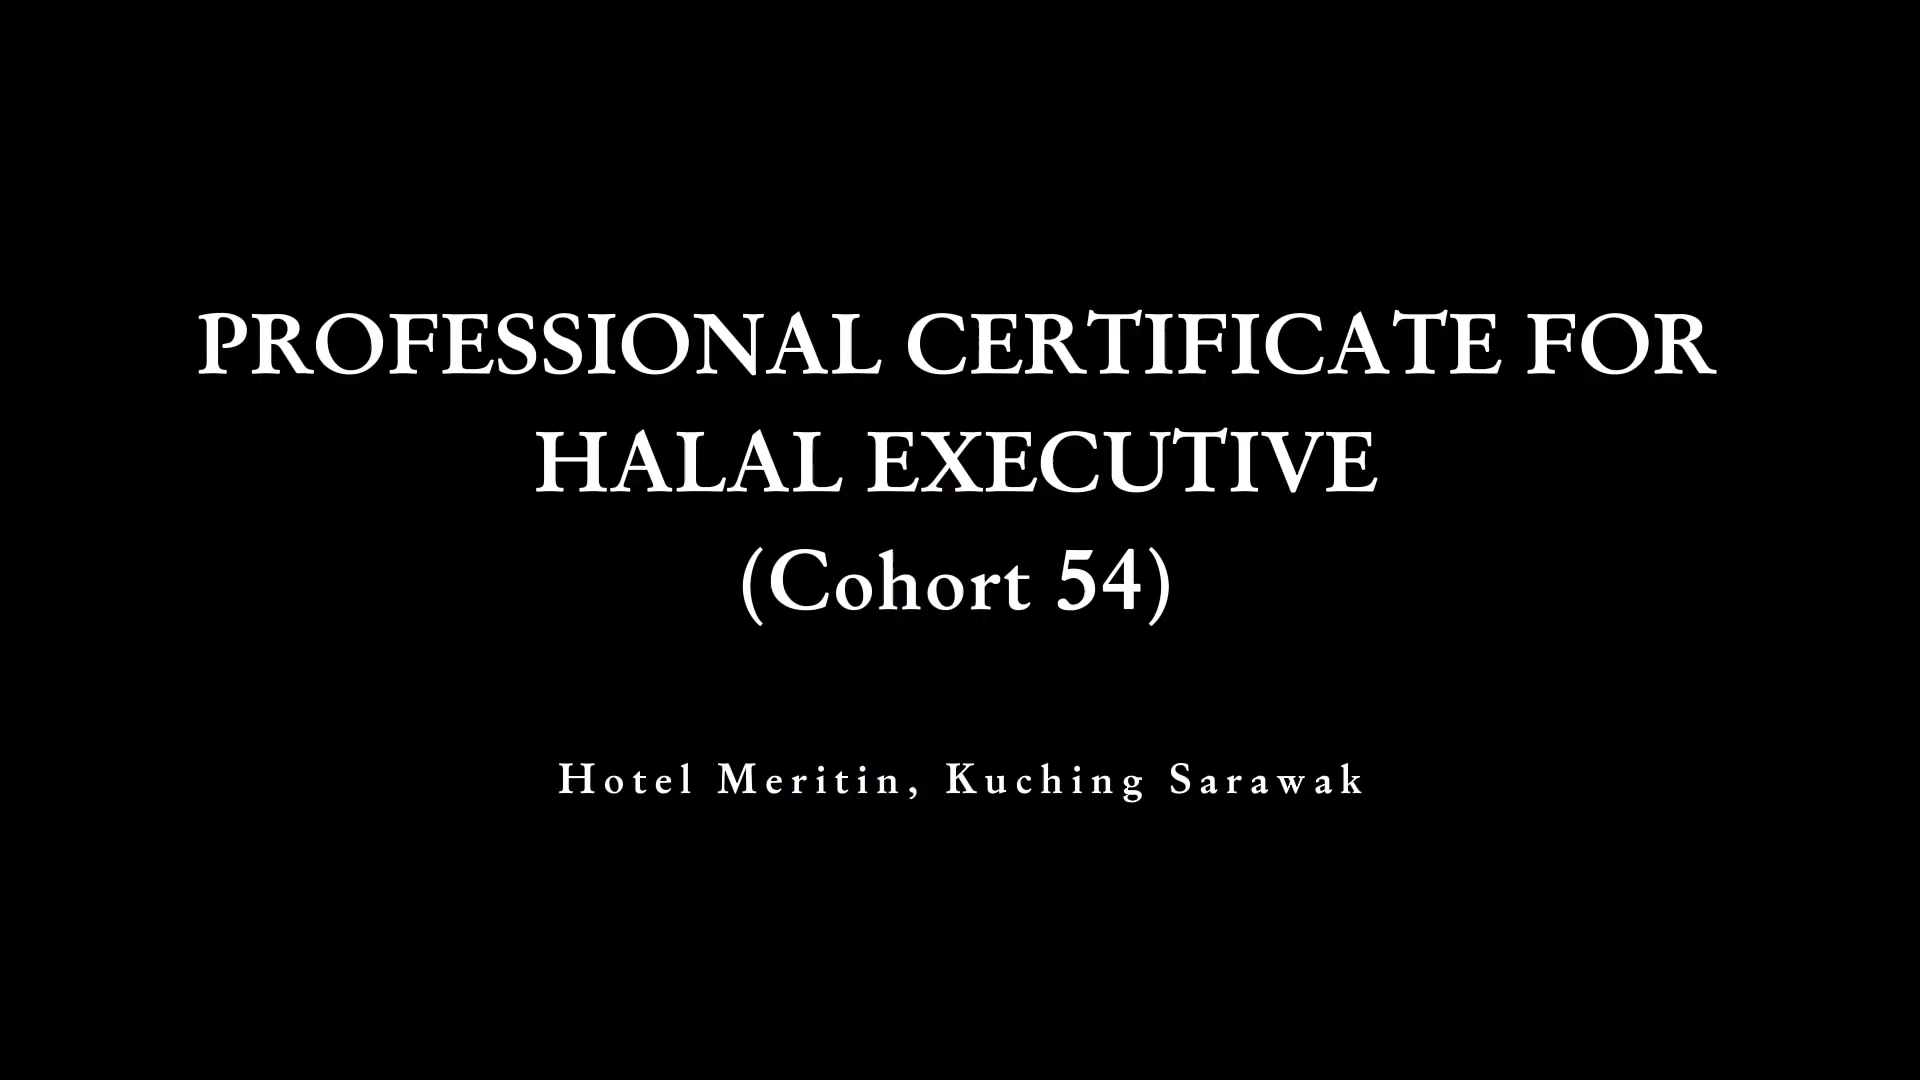 PROFESSIONAL CERTIFICATE FOR
HALAL EXECUTIVE
(Cohort 54)
Hotel Meritin, Kuching Sarawak